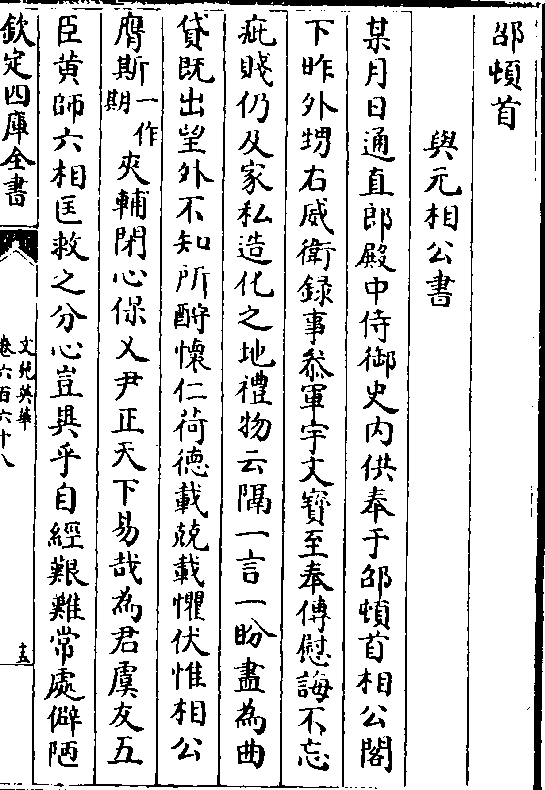 邵頓首
與元相公書
某月日通直郎殿中侍御史内供奉于邵頓首相公閣
下昨外甥右威衛録事叅軍宇文寶至奉傳慰誨不忘
疵賤仍及家私造化之地禮物云隔一言一盼盡為曲
貸既出望外不知所酧懐仁荷徳載兢載懼伏惟相公
膺斯一作期夾輔閉心保乂尹正天下易哉為君虞友五
臣黄師六相匡救之分心豈異乎自經艱難常處僻陋
欽定四庫全書
文苑英華
卷六百六十八